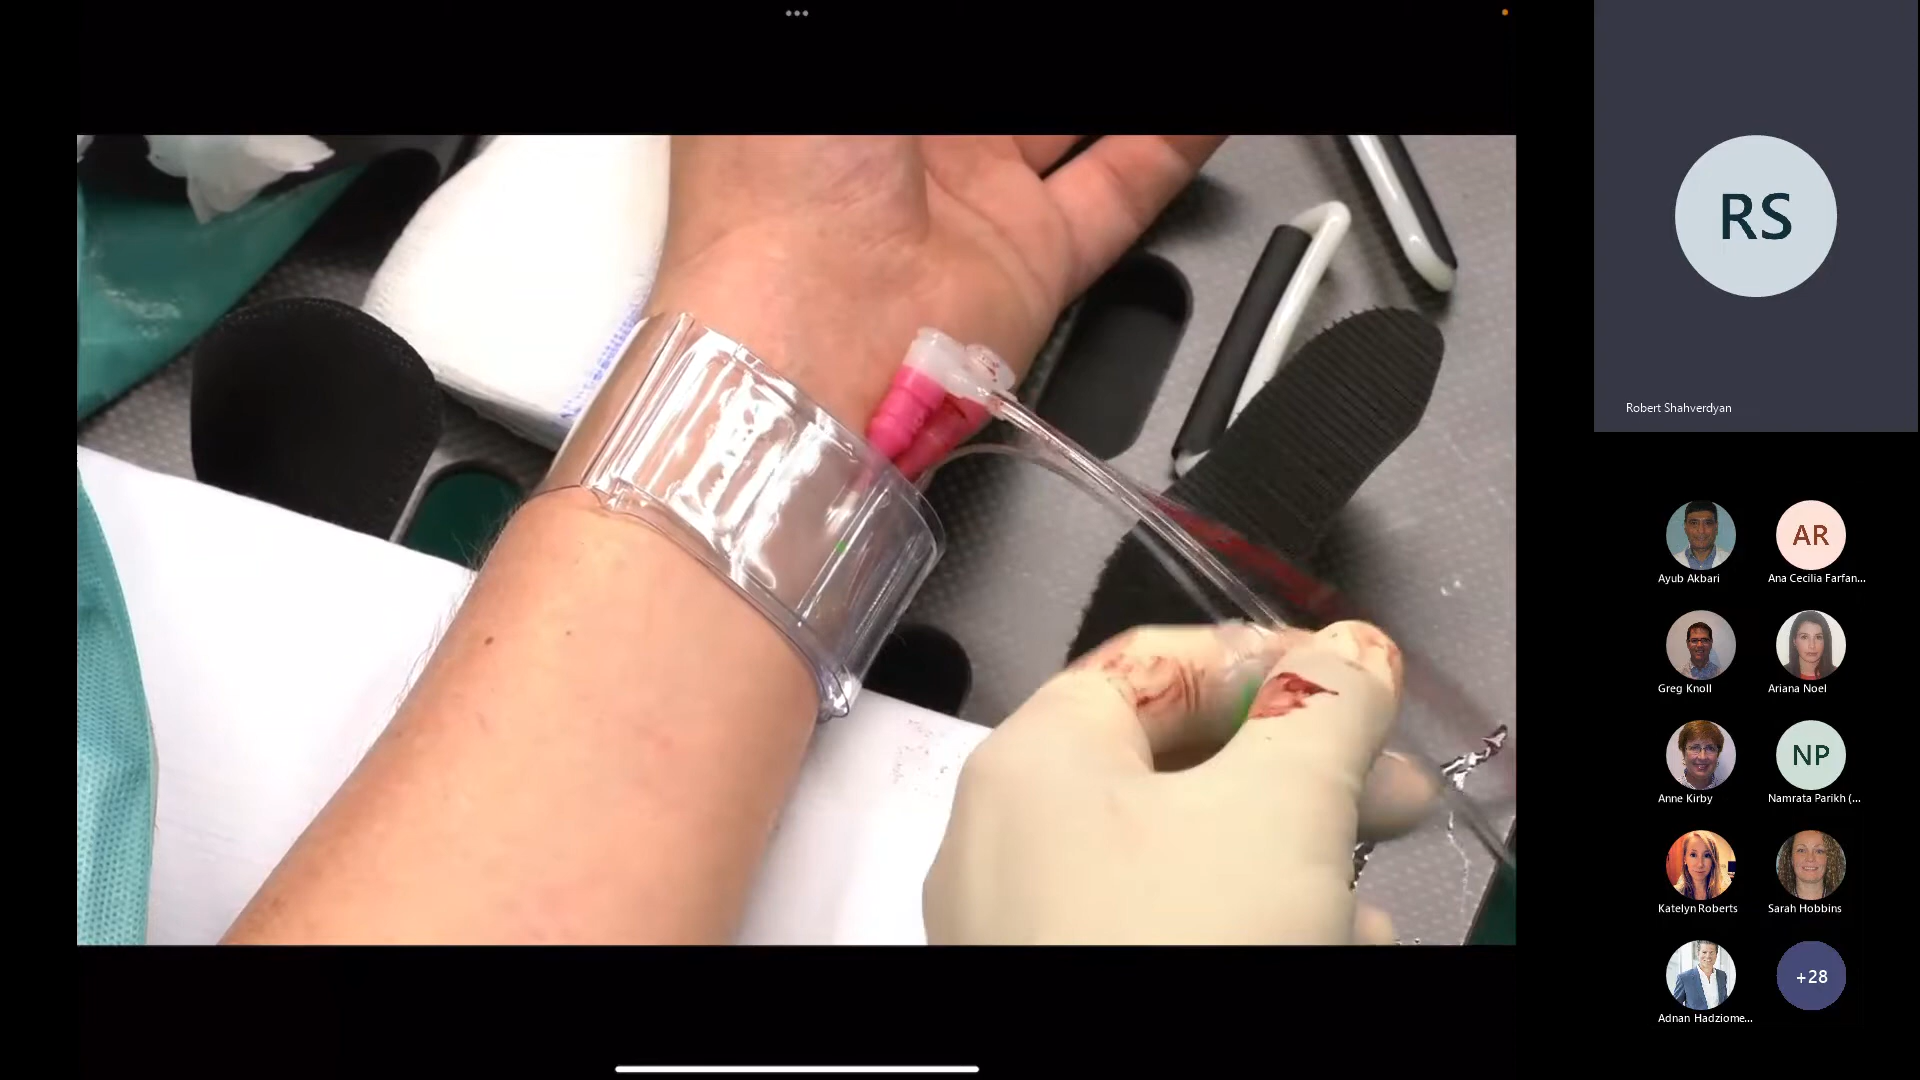 RS
Robert Shahverdyan
AR
Ayub Akbari
Ana Cecilia Farfan...
Greg Knoll
Ariana Noel
NP
Anne Kirby
Namrata Parikh (...
Katelyn Roberts
Sarah Hobbins
+28
Adnan Hadziome...